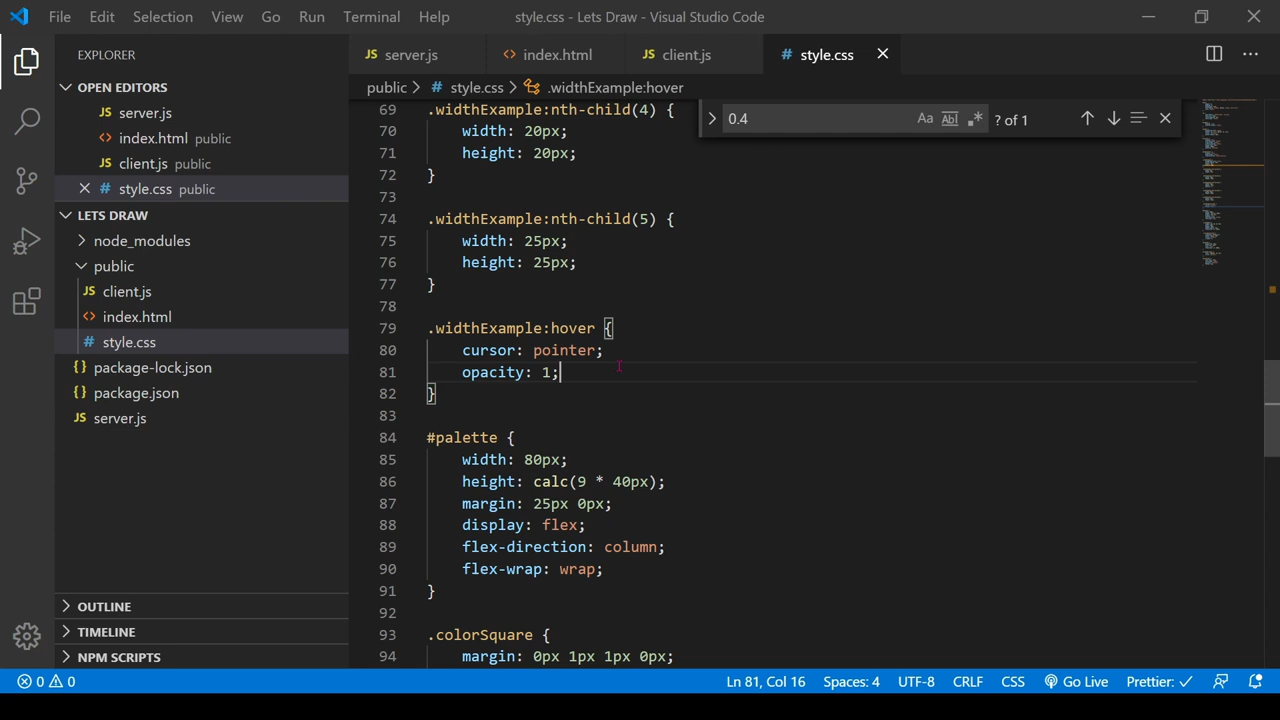 File Edit Selection View Go Run Terminal Help style.css - Lets Draw - Visual Studio Code
EXPLORER
OPEN EDITORS
JS server.js
<> index.html public
JS client.js public
# style.css public
LETS DRAW
node_modules
public
JS client.js
<> index.html
# style.css
{} package-lock.json
{} package.json
JS server.js
OUTLINE
TIMELINE
NPM SCRIPTS
JS server.js <> index.html JS client.js # style.css
public > # style.css > .widthExample:hover
0.4 Aa Abl .* ? of 1
69 .widthExample:nth-child(4) {
70 width: 20px;
71 height: 20px;
72 }
73
74 .widthExample:nth-child(5) {
75 width: 25px;
76 height: 25px;
77 }
78
79 .widthExample:hover {
80 cursor: pointer;
81 opacity: 1;
82 }
83
84 #palette {
85 width: 80px;
86 height: calc(9 * 40px);
87 margin: 25px 0px;
88 display: flex;
89 flex-direction: column;
90 flex-wrap: wrap;
91 }
92
93 .colorSquare {
94 margin: 0px 1px 1px 0px;
0 0 Ln 81, Col 16 Spaces: 4 UTF-8 CRLF CSS Go Live Prettier: ✓